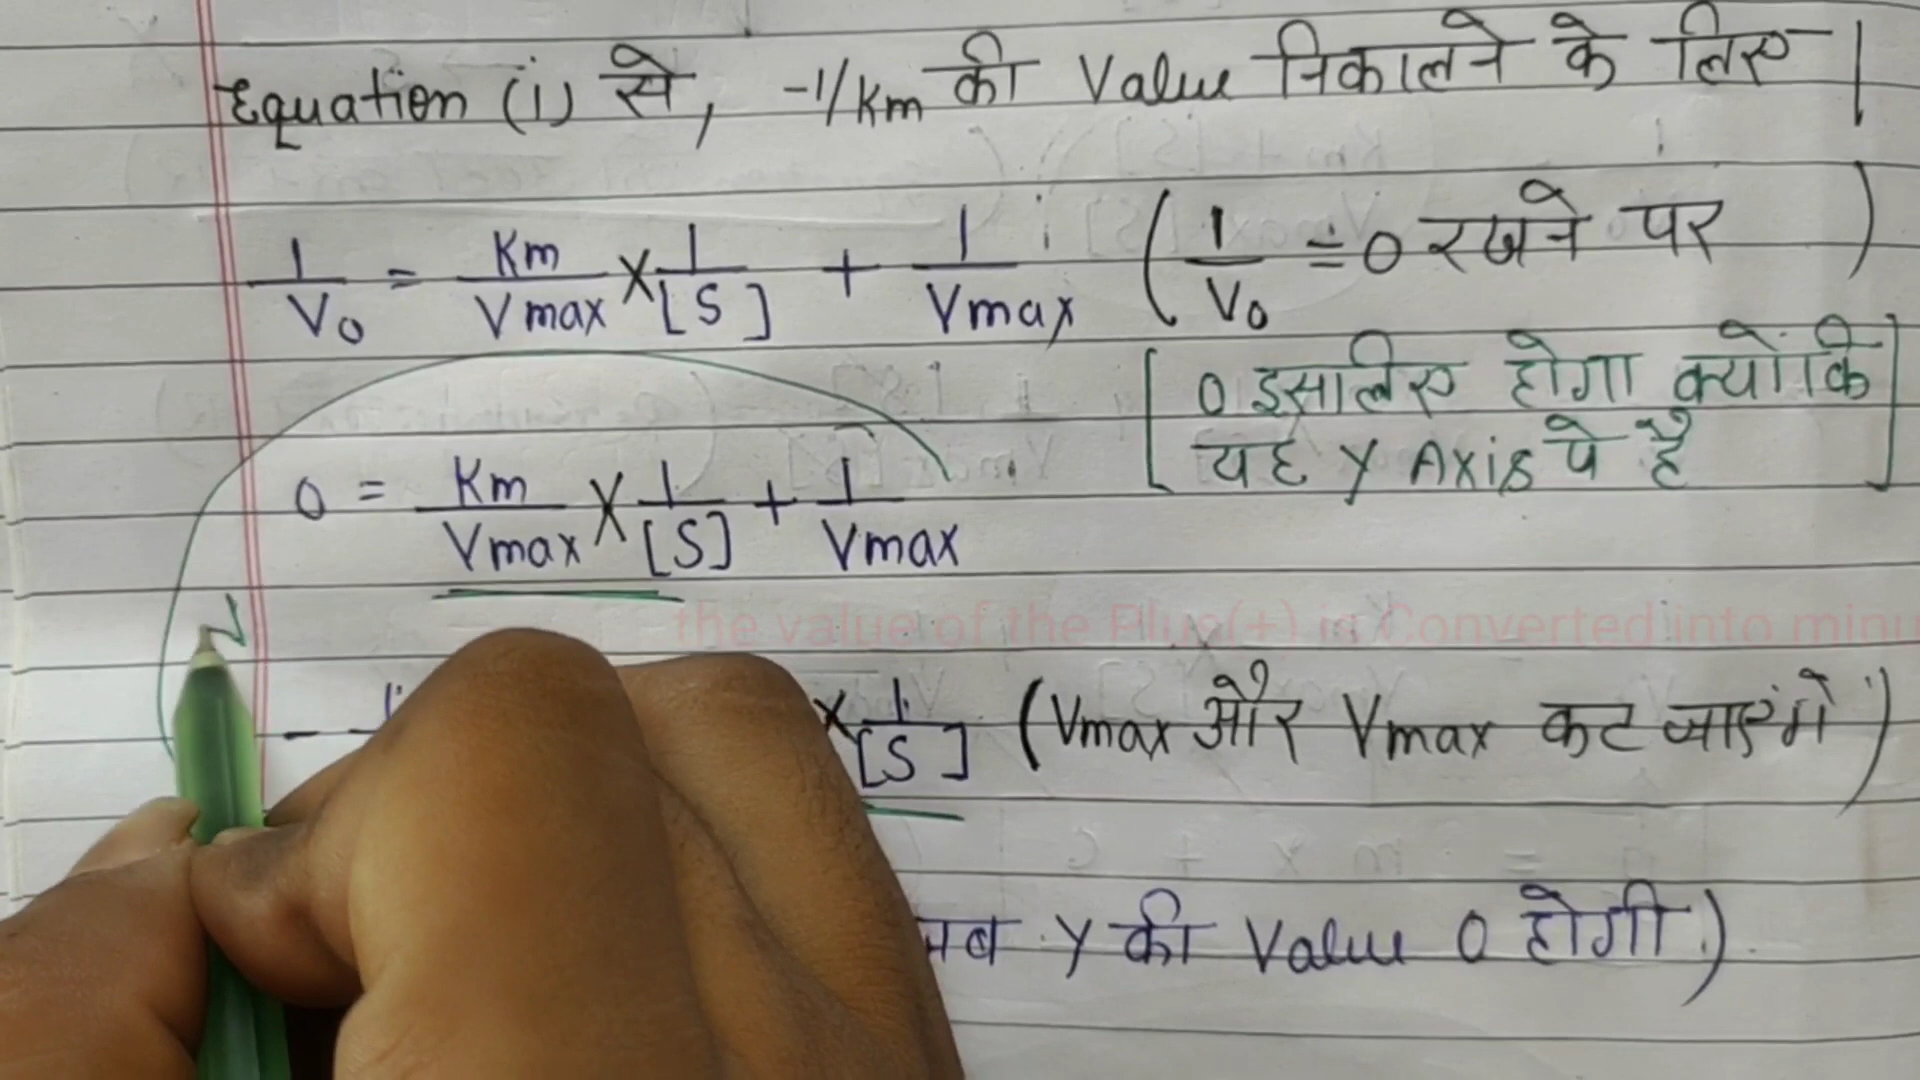 Equation (i) से, -1/Km की Value निकालने के लिए |
1/V₀ = Km/Vmax × 1/[S] + 1/Vmax ( 1/V₀ = 0 रखने पर )
[ 0 इसलिए होगा क्योंकि
यह Y Axis पे है ]
0 = Km/Vmax × 1/[S] + 1/Vmax
the value of the Plus(+) is Converted into minu
- 1 × 1/[S] (Vmax और Vmax कट जाएंगे)
जब Y की Value 0 होगी)